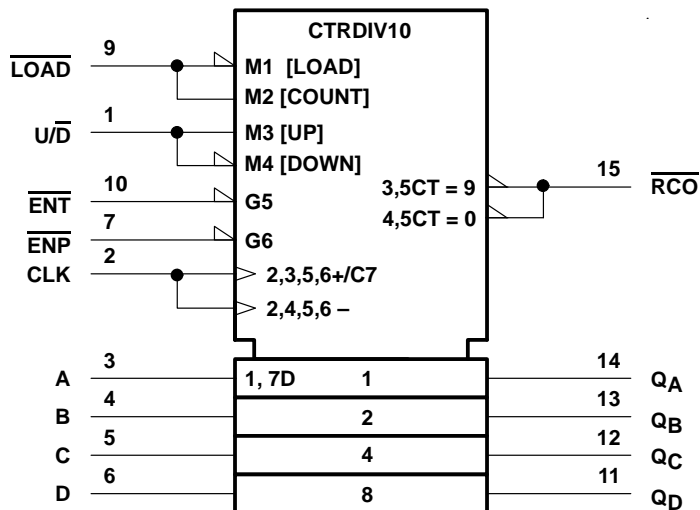 CTRDIV10
9
LOAD
M1 [LOAD]
M2 [COUNT]
1
U/D
M3 [UP]
M4 [DOWN]
10
ENT
G5
7
ENP
G6
2
CLK
2,3,5,6+/C7
2,4,5,6 –
3,5CT = 9
4,5CT = 0
15
RCO
3
A
1, 7D
1
14
QA
4
B
2
13
QB
5
C
4
12
QC
6
D
8
11
QD